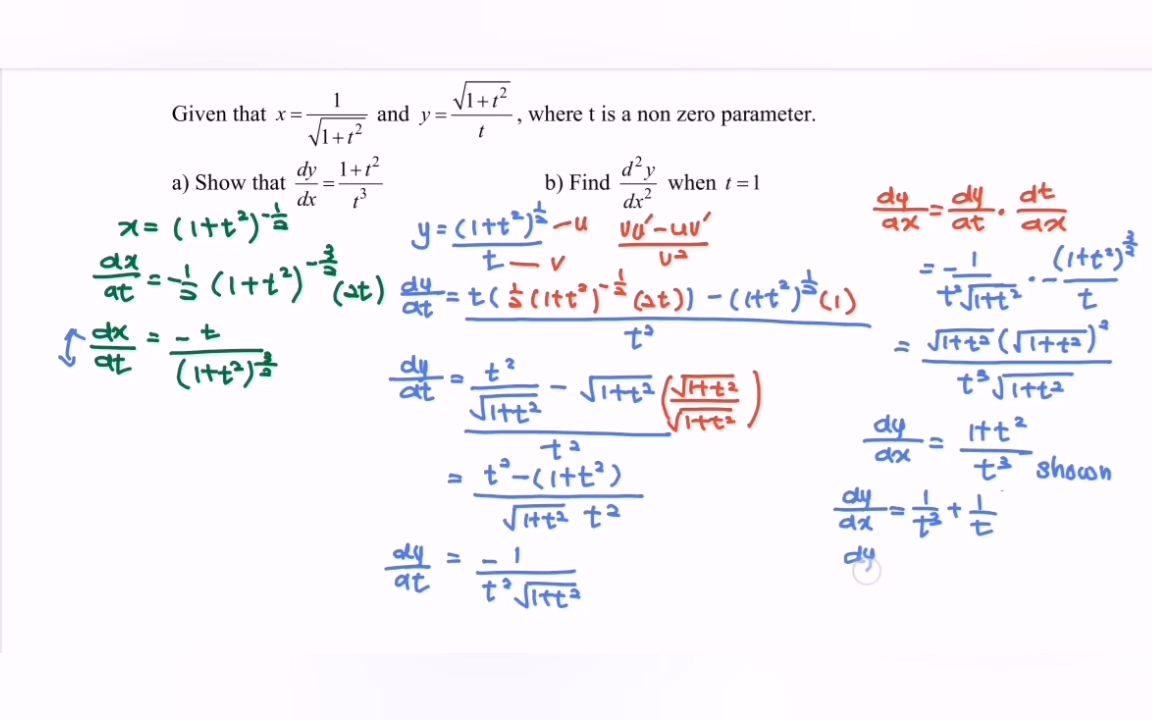 Given that x = 1/√(1+t²) and y = √(1+t²)/t , where t is a non zero parameter.
a) Show that dy/dx = (1+t²)/t³
b) Find d²y/dx² when t = 1
x = (1+t²)^(-1/2)
dx/dt = -1/2 (1+t²)^(-3/2) (2t)
dx/dt = -t/(1+t²)^(3/2)
y = (1+t²)^(1/2) – u / t – v
(vu' - uv')/v²
dy/dt = [t(1/2 (1+t²)^(-1/2) (2t)) - (1+t²)^(1/2) (1)]/t²
dy/dt = [t²/√(1+t²) - √(1+t²) (√(1+t²)/√(1+t²))]/t²
= [t² - (1+t²)]/[√(1+t²) t²]
dy/dt = -1/[t² √(1+t²)]
dy/dx = dy/dt · dt/dx
= -1/[t² √(1+t²)] · -(1+t²)^(3/2)/t
= √(1+t²) (√(1+t²))²/[t³ √(1+t²)]
dy/dx = (1+t²)/t³ shown
dy/dx = 1/t³ + 1/t
dy